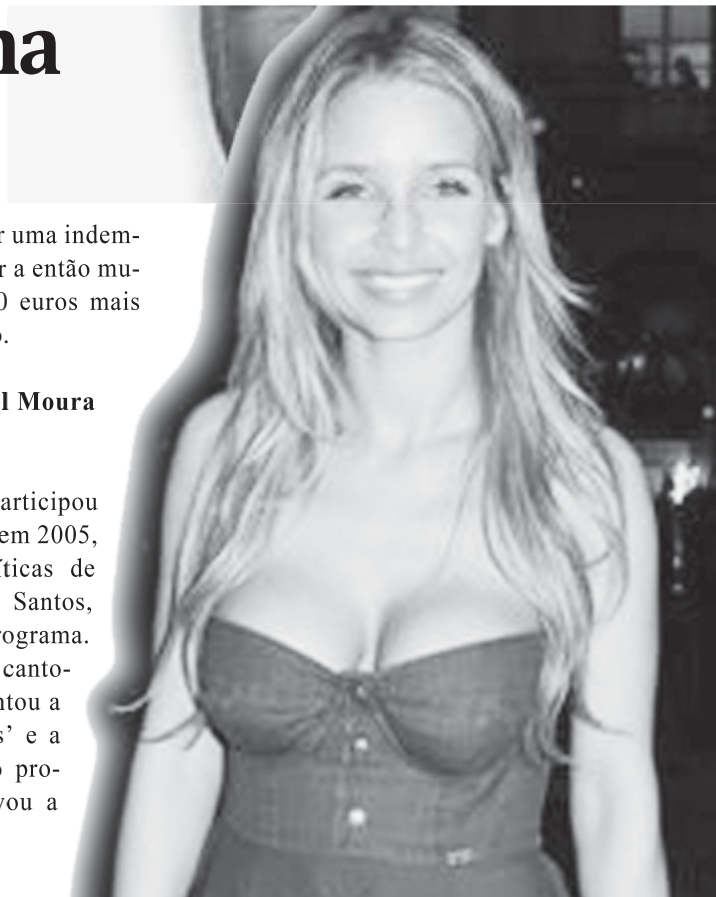 na
r uma indem-
r a então mu-
0 euros mais
o.
l Moura
articipou
em 2005,
íticas de
Santos,
rograma.
canto-
ntou a
s’ e a
o pro-
vou a